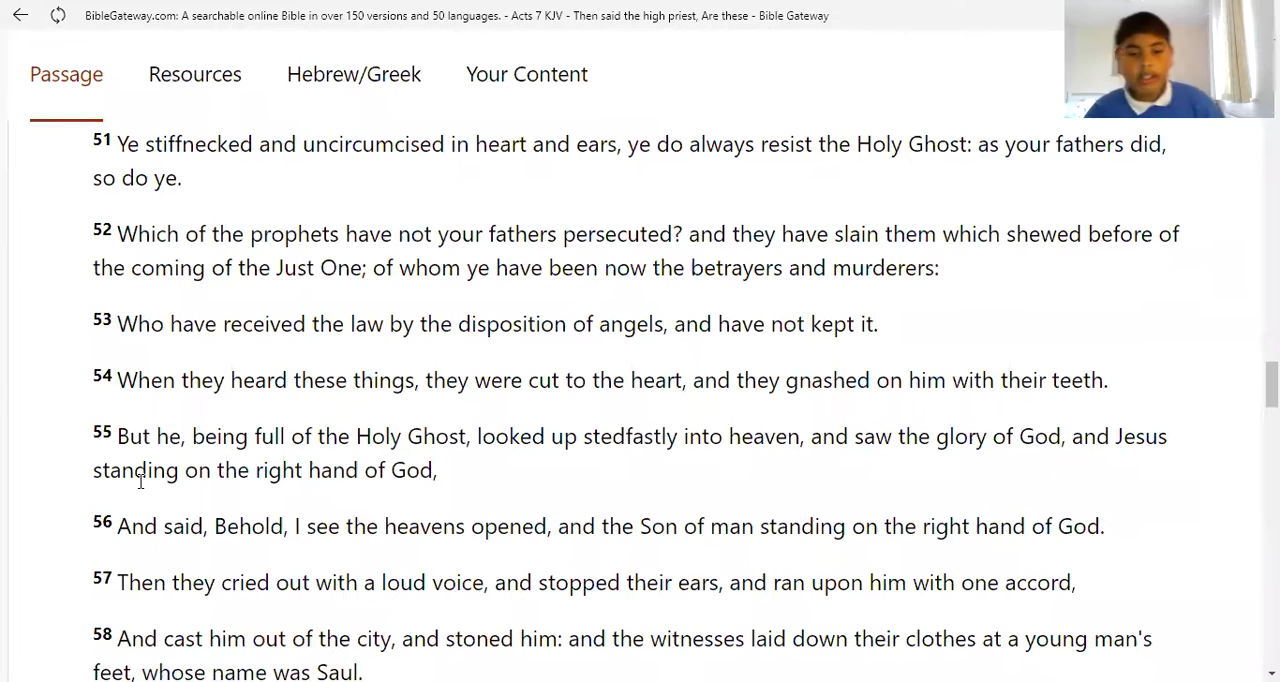 BibleGateway.com: A searchable online Bible in over 150 versions and 50 languages. - Acts 7 KJV - Then said the high priest, Are these - Bible Gateway
Passage Resources Hebrew/Greek Your Content
51 Ye stiffnecked and uncircumcised in heart and ears, ye do always resist the Holy Ghost: as your fathers did,
so do ye.
52 Which of the prophets have not your fathers persecuted? and they have slain them which shewed before of
the coming of the Just One; of whom ye have been now the betrayers and murderers:
53 Who have received the law by the disposition of angels, and have not kept it.
54 When they heard these things, they were cut to the heart, and they gnashed on him with their teeth.
55 But he, being full of the Holy Ghost, looked up stedfastly into heaven, and saw the glory of God, and Jesus
standing on the right hand of God,
56 And said, Behold, I see the heavens opened, and the Son of man standing on the right hand of God.
57 Then they cried out with a loud voice, and stopped their ears, and ran upon him with one accord,
58 And cast him out of the city, and stoned him: and the witnesses laid down their clothes at a young man's
feet, whose name was Saul.